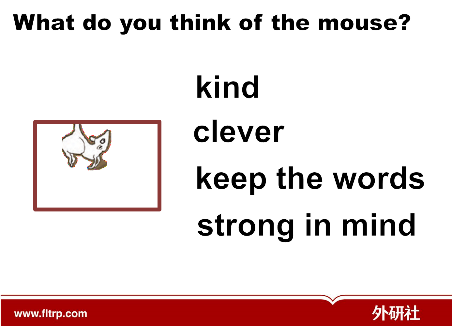 What do you think of the mouse?
kind
clever
keep the words
strong in mind
www.fltrp.com
外研社